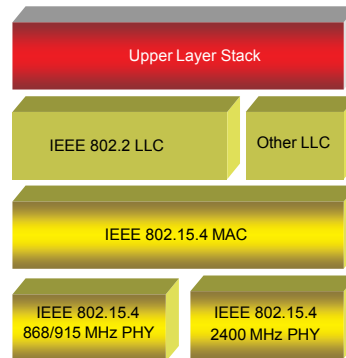 Upper Layer Stack
IEEE 802.2 LLC
Other LLC
IEEE 802.15.4 MAC
IEEE 802.15.4
868/915 MHz PHY
IEEE 802.15.4
2400 MHz PHY